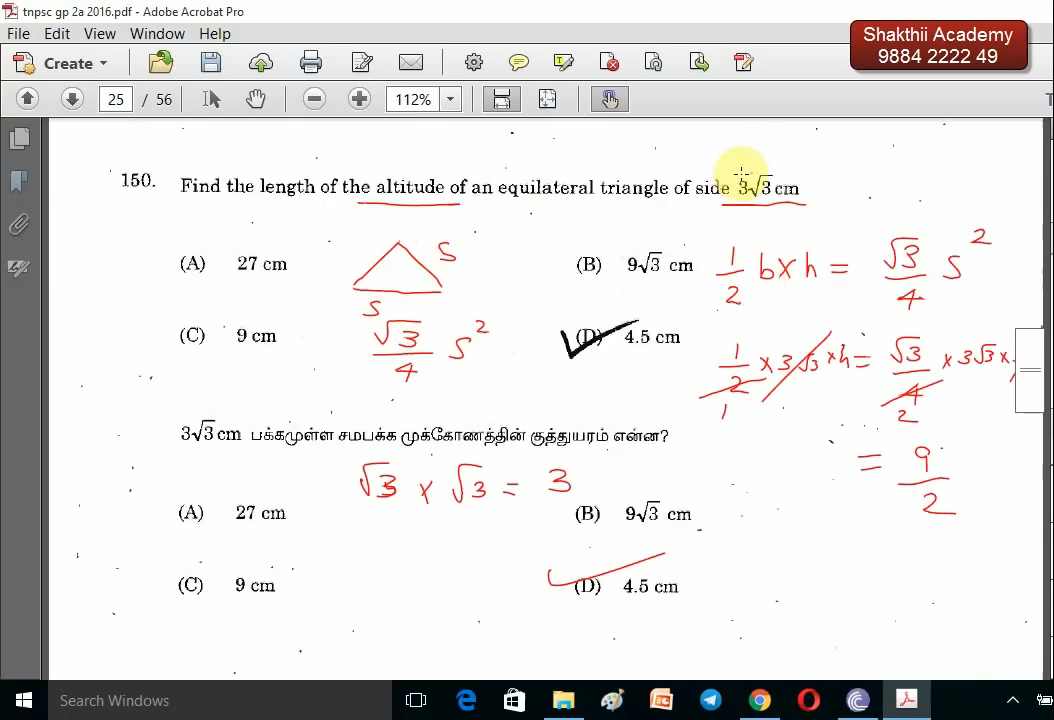 tnpsc gp 2a 2016.pdf - Adobe Acrobat Pro
File Edit View Window Help
Shakthii Academy
9884 2222 49
Create
25 / 56
112%
150. Find the length of the altitude of an equilateral triangle of side 3√3 cm
(A) 27 cm
(B) 9√3 cm
S
S
1/2 b x h = √3/4 S²
(C) 9 cm
(D) 4.5 cm
√3/4 S²
1/2 x 3√3 x h = √3/4 x 3√3 x
1
2
3√3 cm பக்கமுள்ள சமபக்க முக்கோணத்தின் குத்துயரம் என்ன?
= 9/2
√3 x √3 = 3
(A) 27 cm
(B) 9√3 cm
(C) 9 cm
(D) 4.5 cm
Search Windows